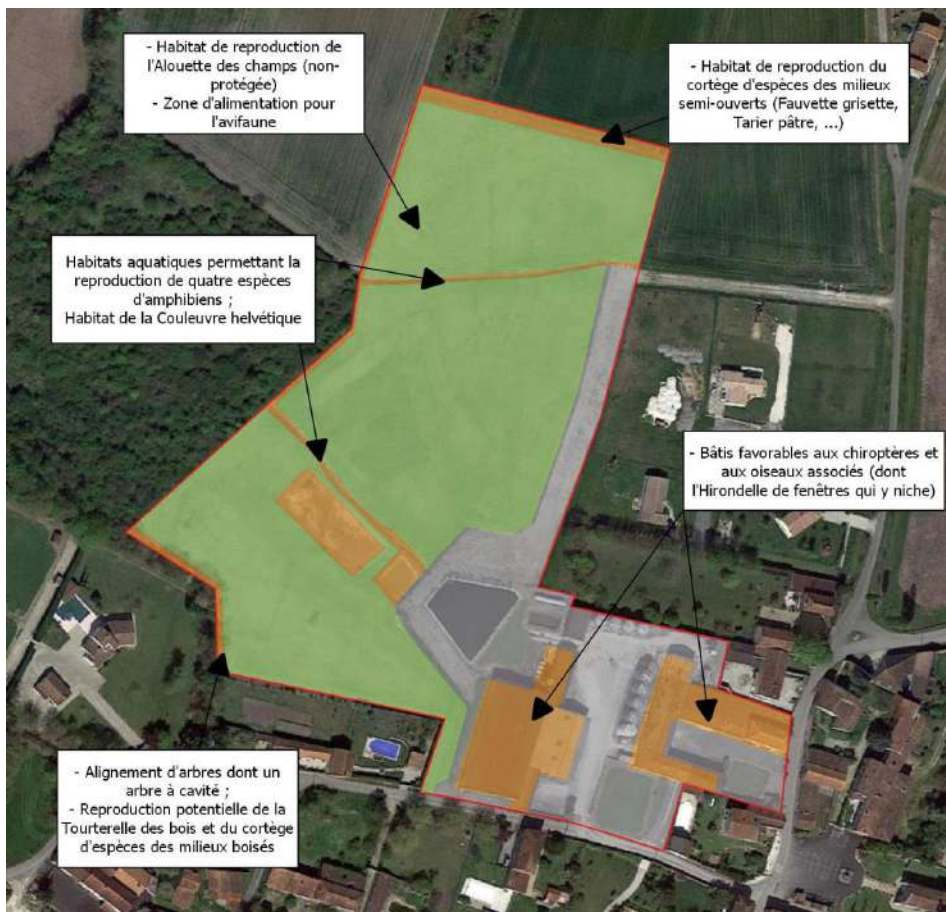 - Habitat de reproduction de
l'Alouette des champs (non-
protégée)
- Zone d'alimentation pour
l'avifaune
- Habitat de reproduction du
cortège d'espèces des milieux
semi-ouverts (Fauvette grisette,
Tarier pâtre, ...)
Habitats aquatiques permettant la
reproduction de quatre espèces
d'amphibiens ;
Habitat de la Couleuvre helvétique
- Bâtis favorables aux chiroptères et
aux oiseaux associés (dont
l'Hirondelle de fenêtres qui y niche)
- Alignement d'arbres dont un
arbre à cavité ;
- Reproduction potentielle de la
Tourterelle des bois et du cortège
d'espèces des milieux boisés